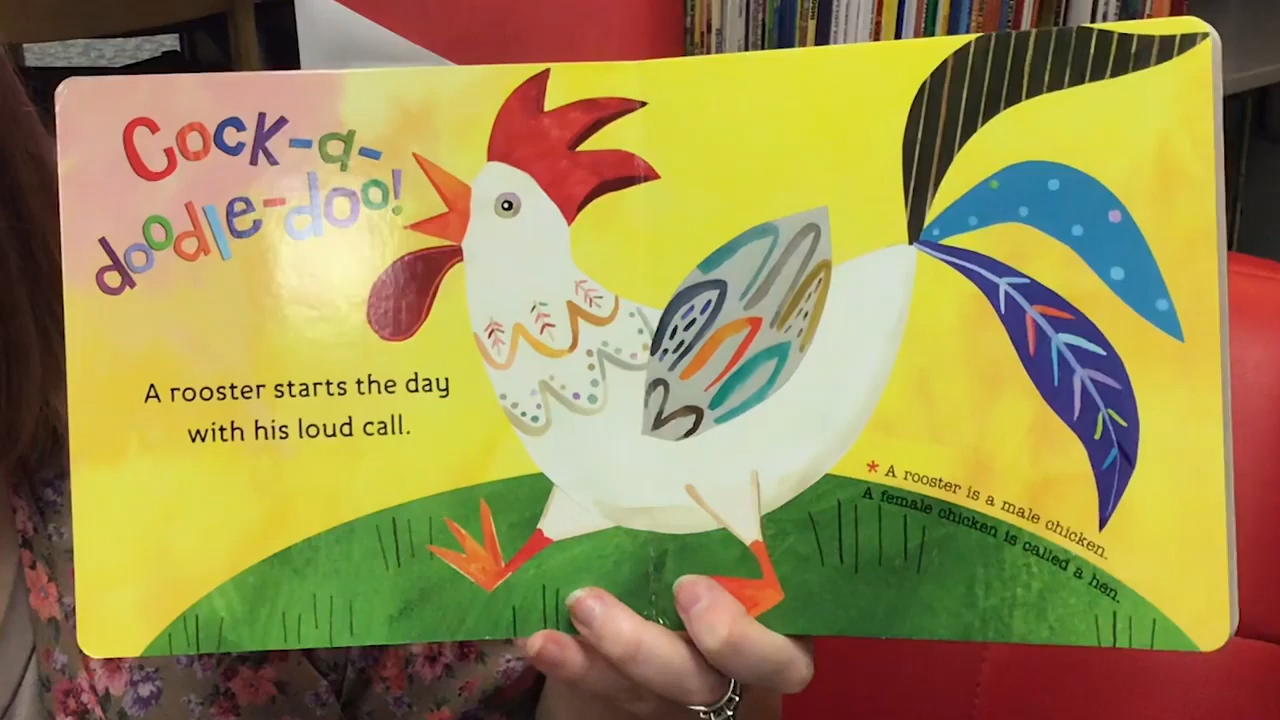 Cock-a-
doodle-doo!
A rooster starts the day
with his loud call.
* A rooster is a male chicken.
A female chicken is called a hen.